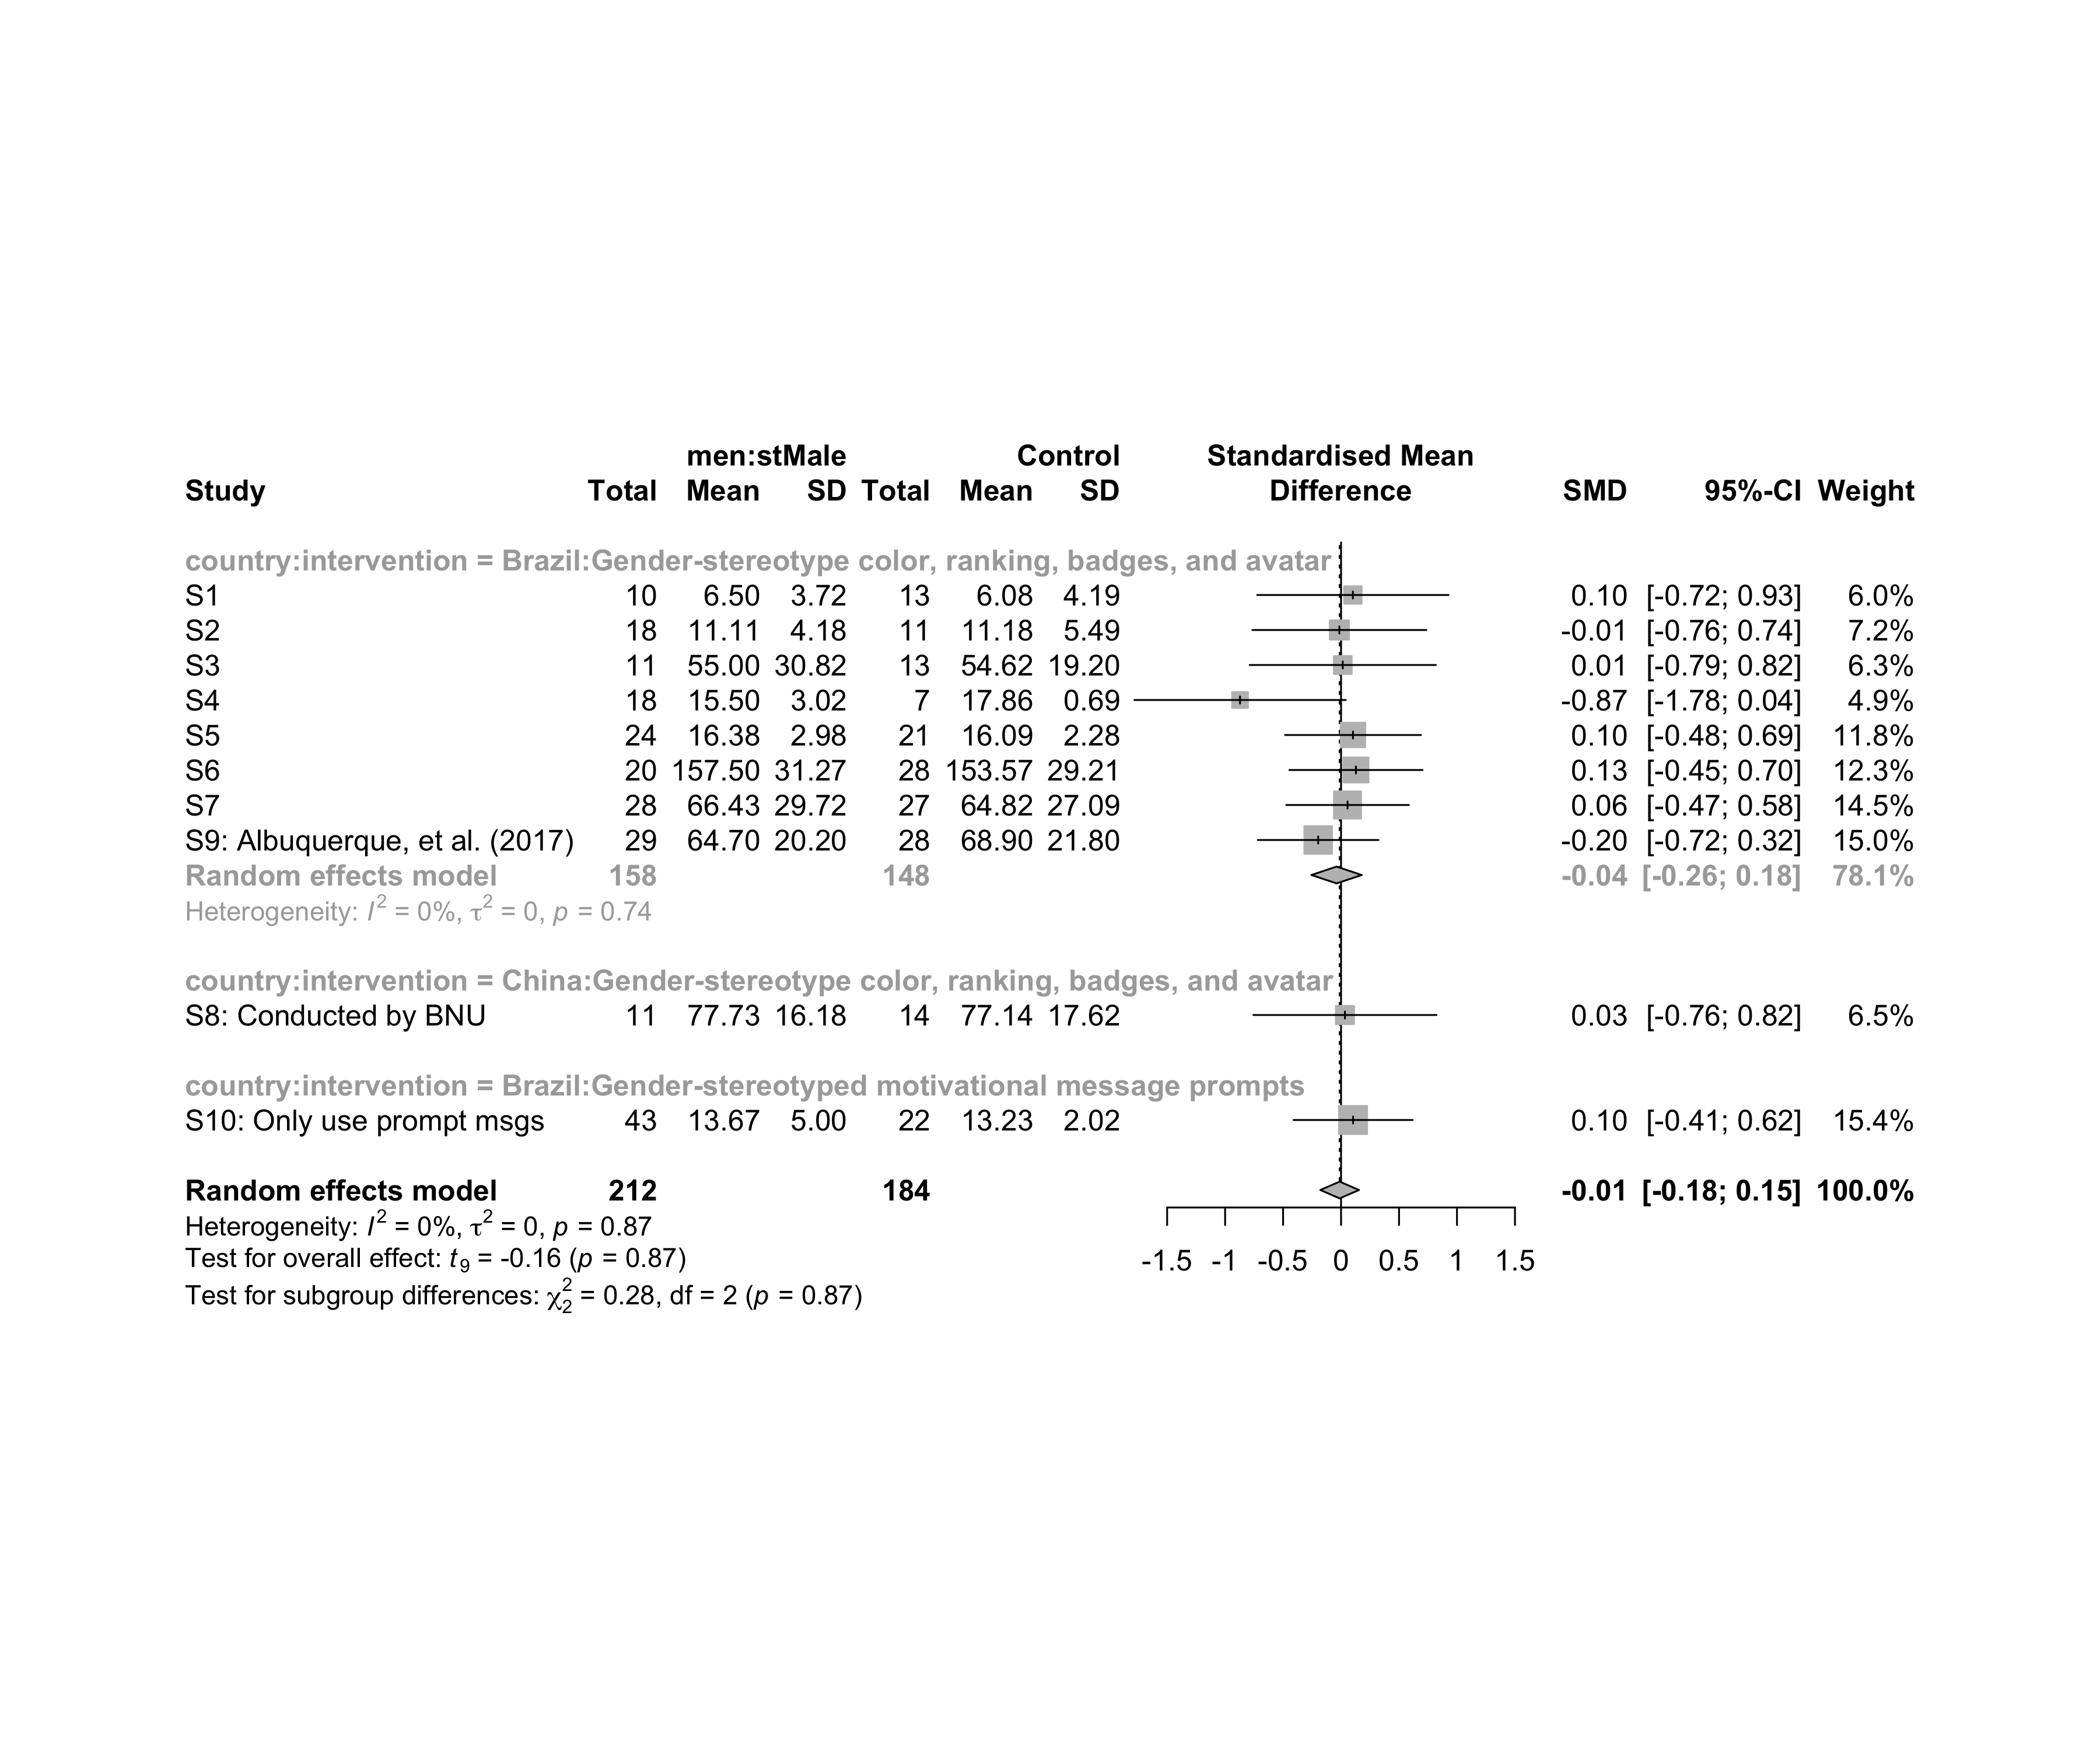 men:stMale Control Standardised Mean
Study Total Mean SD Total Mean SD Difference SMD 95%-CI Weight
country:intervention = Brazil:Gender-stereotype color, ranking, badges, and avatar
S1 10 6.50 3.72 13 6.08 4.19 0.10 [-0.72; 0.93] 6.0%
S2 18 11.11 4.18 11 11.18 5.49 -0.01 [-0.76; 0.74] 7.2%
S3 11 55.00 30.82 13 54.62 19.20 0.01 [-0.79; 0.82] 6.3%
S4 18 15.50 3.02 7 17.86 0.69 -0.87 [-1.78; 0.04] 4.9%
S5 24 16.38 2.98 21 16.09 2.28 0.10 [-0.48; 0.69] 11.8%
S6 20 157.50 31.27 28 153.57 29.21 0.13 [-0.45; 0.70] 12.3%
S7 28 66.43 29.72 27 64.82 27.09 0.06 [-0.47; 0.58] 14.5%
S9: Albuquerque, et al. (2017) 29 64.70 20.20 28 68.90 21.80 -0.20 [-0.72; 0.32] 15.0%
Random effects model 158 148 -0.04 [-0.26; 0.18] 78.1%
Heterogeneity: I² = 0%, τ² = 0, p = 0.74
country:intervention = China:Gender-stereotype color, ranking, badges, and avatar
S8: Conducted by BNU 11 77.73 16.18 14 77.14 17.62 0.03 [-0.76; 0.82] 6.5%
country:intervention = Brazil:Gender-stereotyped motivational message prompts
S10: Only use prompt msgs 43 13.67 5.00 22 13.23 2.02 0.10 [-0.41; 0.62] 15.4%
Random effects model 212 184 -0.01 [-0.18; 0.15] 100.0%
Heterogeneity: I² = 0%, τ² = 0, p = 0.87
Test for overall effect: t₉ = -0.16 (p = 0.87)
-1.5 -1 -0.5 0 0.5 1 1.5
Test for subgroup differences: χ²₂ = 0.28, df = 2 (p = 0.87)